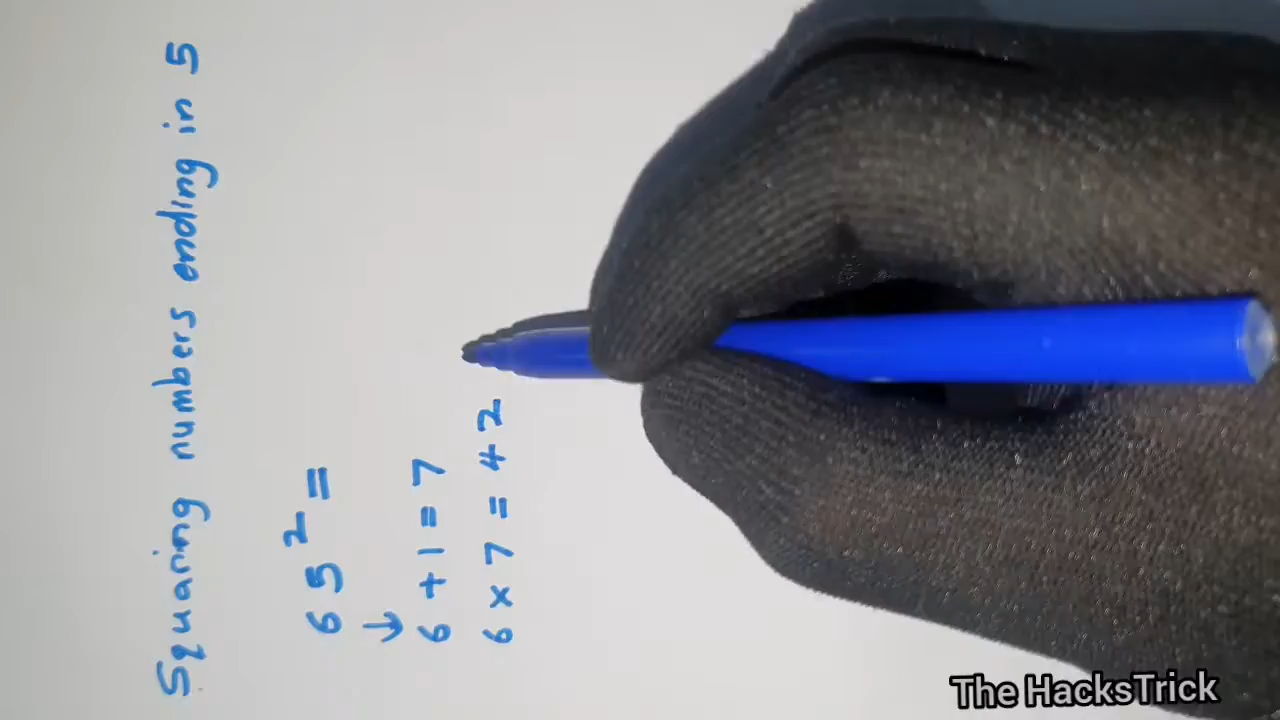 Squaring numbers ending in 5
65² =
↓
6 + 1 = 7
6 × 7 = 42
The HacksTrick